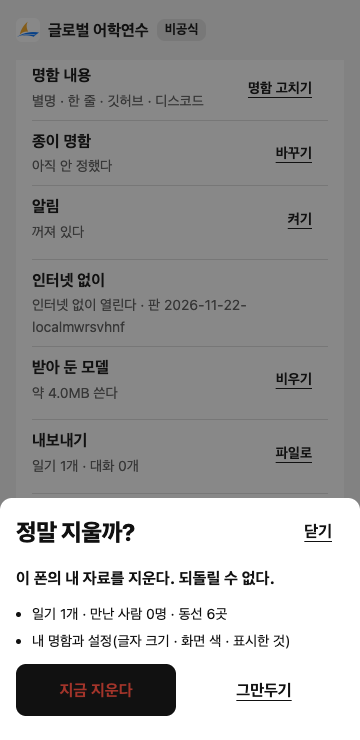 글로벌 어학연수 비공식
명함 내용
별명 · 한 줄 · 깃허브 · 디스코드
명함 고치기
종이 명함
아직 안 정했다
바꾸기
알림
꺼져 있다
켜기
인터넷 없이
인터넷 없이 열린다 · 판 2026-11-22-
localmwrsvhnf
받아 둔 모델
약 4.0MB 쓴다
비우기
내보내기
일기 1개 · 대화 0개
파일로
정말 지울까?
닫기
이 폰의 내 자료를 지운다. 되돌릴 수 없다.
• 일기 1개 · 만난 사람 0명 · 동선 6곳
• 내 명함과 설정(글자 크기 · 화면 색 · 표시한 것)
지금 지운다
그만두기